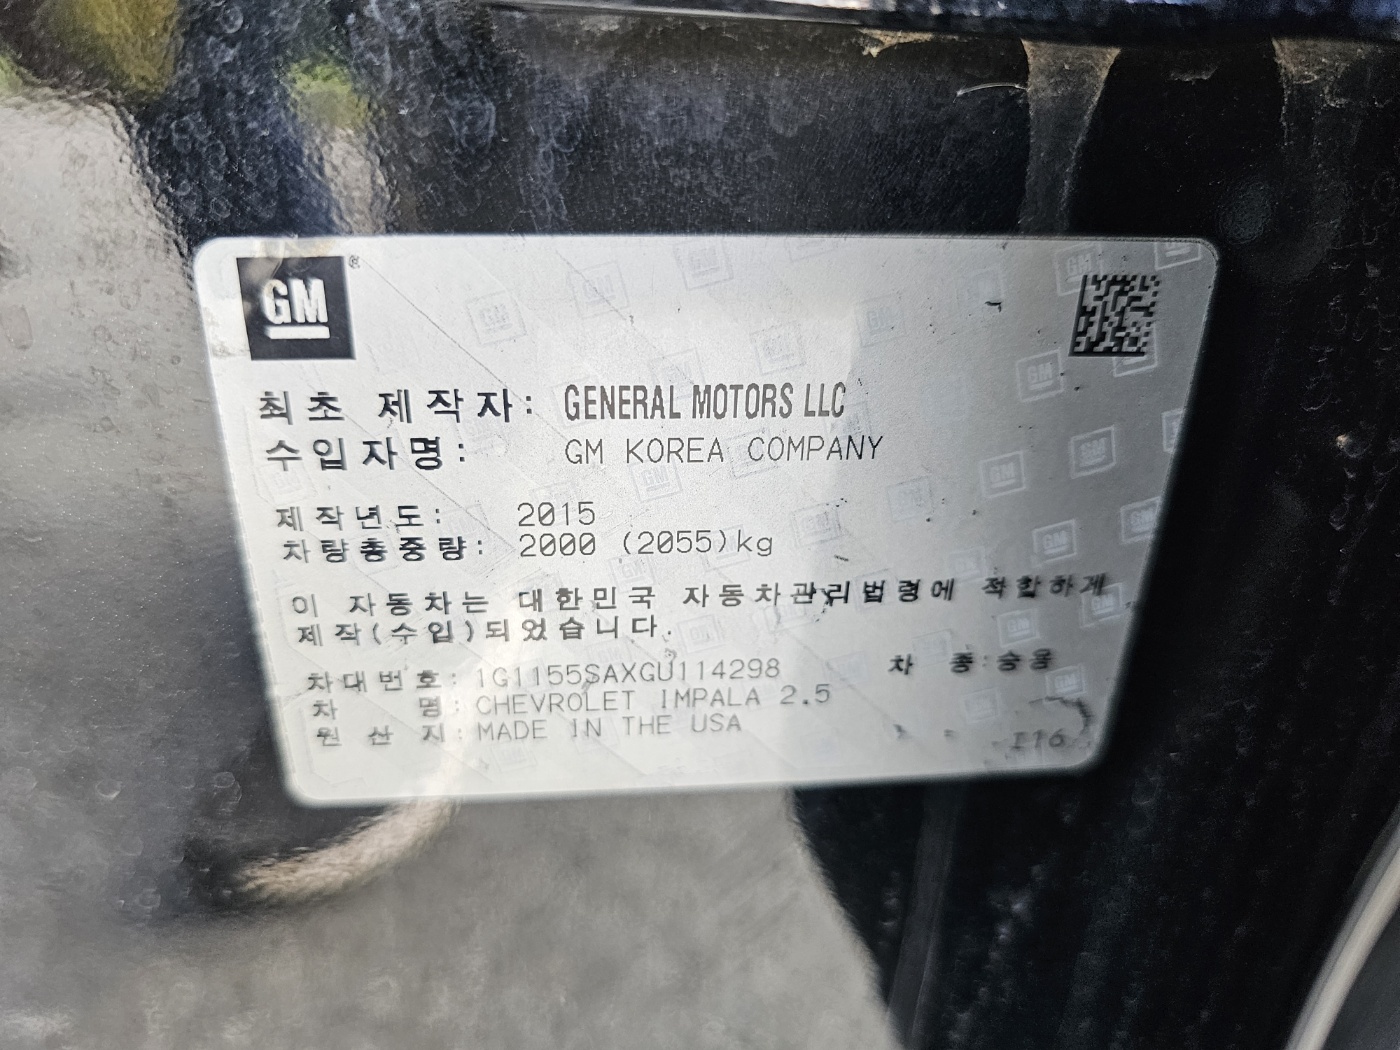 GM®
최초 제작자: GENERAL MOTORS LLC
수입자명: GM KOREA COMPANY
제작년도: 2015
차량총중량: 2000 (2055)kg
이 자동차는 대한민국 자동차관리법령에 적합하게
제작(수입)되었습니다.
차대번호: 1G1155SAXGU114298 차 종:승용
차 명: CHEVROLET IMPALA 2.5
원 산 지: MADE IN THE USA